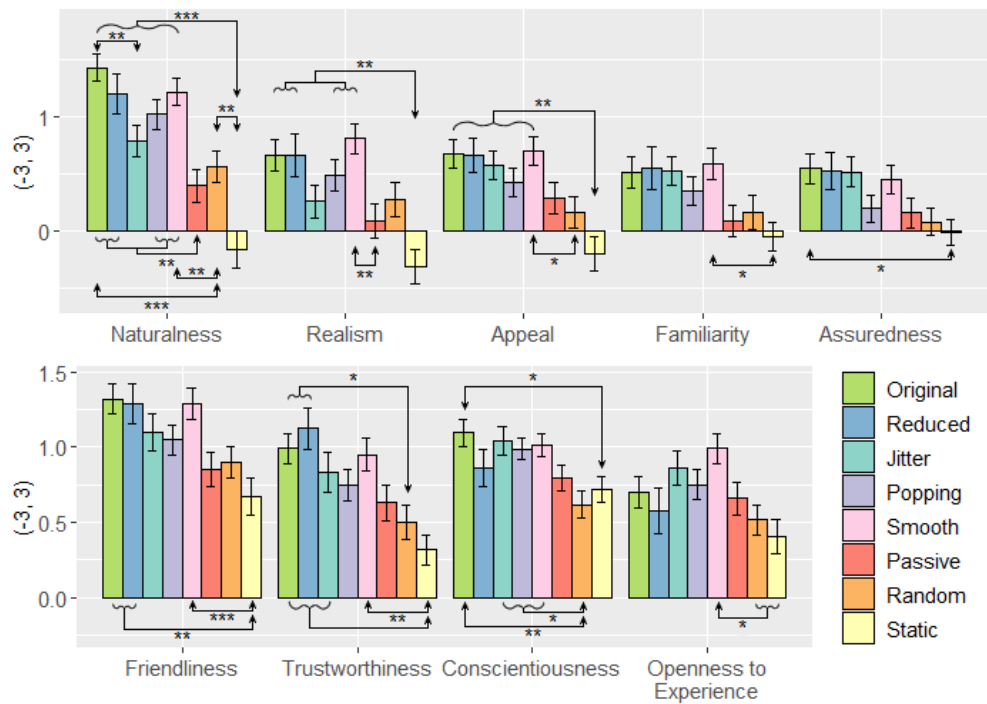 ***
**
**
**
**
(-3, 3)
1
0
**
**
***
**
*
*
*
Naturalness
Realism
Appeal
Familiarity
Assuredness
1.5
1.0
0.5
0.0
(-3, 3)
*
*
***
**
**
*
**
*
Friendliness
Trustworthiness
Conscientiousness
Openness to
Experience
Original
Reduced
Jitter
Popping
Smooth
Passive
Random
Static